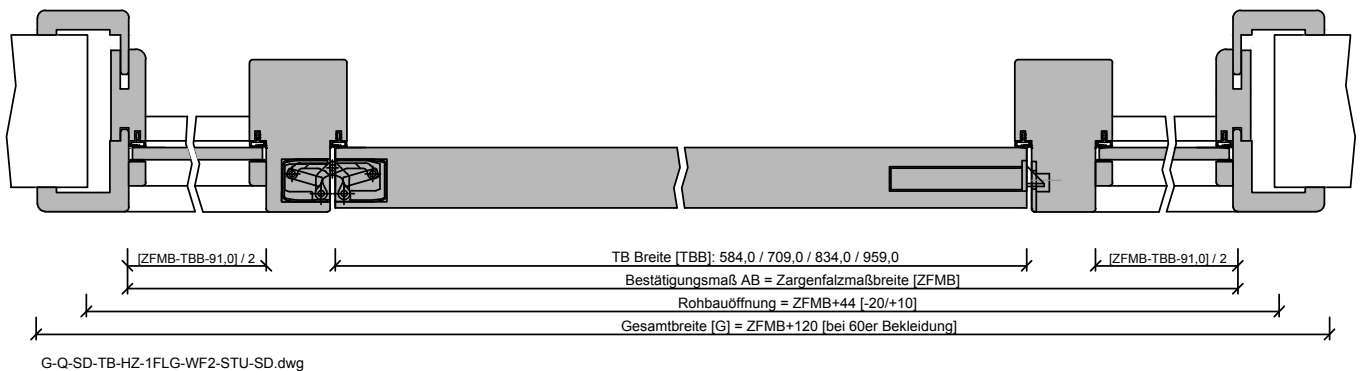 [ZFMB-TBB-91,0] / 2
TB Breite [TBB]: 584,0 / 709,0 / 834,0 / 959,0
[ZFMB-TBB-91,0] / 2
Bestätigungsmaß AB = Zargenfalzmaßbreite [ZFMB]
Rohbauöffnung = ZFMB+44 [-20/+10]
Gesamtbreite [G] = ZFMB+120 [bei 60er Bekleidung]
G-Q-SD-TB-HZ-1FLG-WF2-STU-SD.dwg